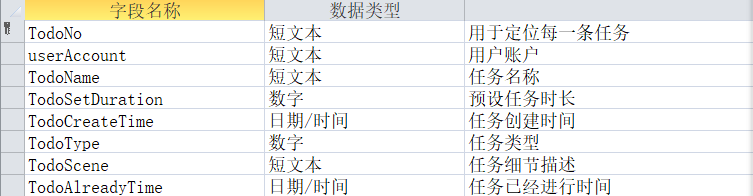 字段名称 数据类型
TodoNo 短文本 用于定位每一条任务
userAccount 短文本 用户账户
TodoName 短文本 任务名称
TodoSetDuration 数字 预设任务时长
TodoCreateTime 日期/时间 任务创建时间
TodoType 数字 任务类型
TodoScene 短文本 任务细节描述
TodoAlreadyTime 日期/时间 任务已经进行时间